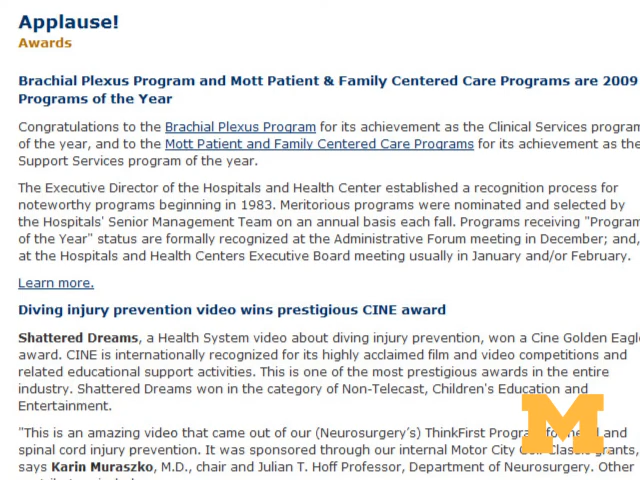 Applause!
Awards
Brachial Plexus Program and Mott Patient & Family Centered Care Programs are 2009
Programs of the Year
Congratulations to the Brachial Plexus Program for its achievement as the Clinical Services program
of the year, and to the Mott Patient and Family Centered Care Programs for its achievement as the
Support Services program of the year.
The Executive Director of the Hospitals and Health Center established a recognition process for
noteworthy programs beginning in 1983. Meritorious programs were nominated and selected by
the Hospitals' Senior Management Team on an annual basis each fall. Programs receiving "Program
of the Year" status are formally recognized at the Administrative Forum meeting in December; and,
at the Hospitals and Health Centers Executive Board meeting usually in January and/or February.
Learn more.
Diving injury prevention video wins prestigious CINE award
Shattered Dreams, a Health System video about diving injury prevention, won a Cine Golden Eagle
award. CINE is internationally recognized for its highly acclaimed film and video competitions and
related educational support activities. This is one of the most prestigious awards in the entire
industry. Shattered Dreams won in the category of Non-Telecast, Children's Education and
Entertainment.
"This is an amazing video that came out of our (Neurosurgery's) ThinkFirst and
spinal cord injury prevention. It was sponsored through our internal Motor City Classic grants,
says Karin Muraszko, M.D., chair and Julian T. Hoff Professor, Department of Neurosurgery. Other
M